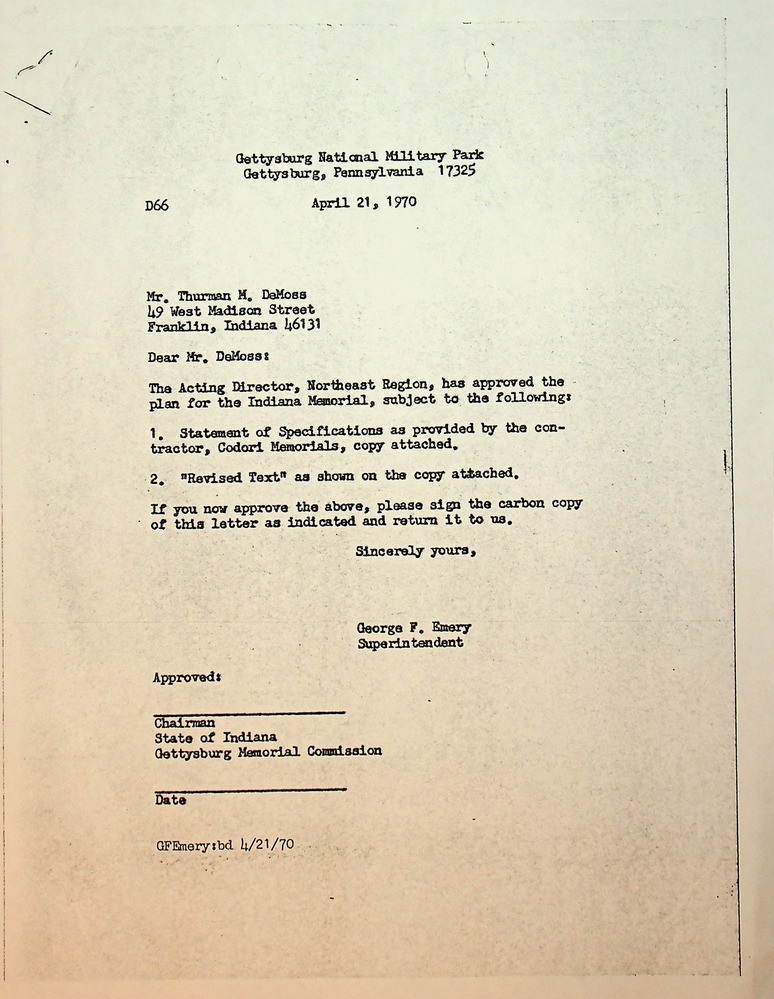 Gettysburg National Military Park
Gettysburg, Pennsylvania 17325
D66 April 21, 1970
Mr. Thurman M. DeMoss
49 West Madison Street
Franklin, Indiana 46131
Dear Mr. DeMoss:
The Acting Director, Northeast Region, has approved the
plan for the Indiana Memorial, subject to the following:
1. Statement of Specifications as provided by the con-
tractor, Codori Memorials, copy attached.
2. "Revised Text" as shown on the copy attached.
If you now approve the above, please sign the carbon copy
of this letter as indicated and return it to us.
Sincerely yours,
George F. Emery
Superintendent
Approved:
Chairman
State of Indiana
Gettysburg Memorial Commission
Date
GFEmery:bd 4/21/70